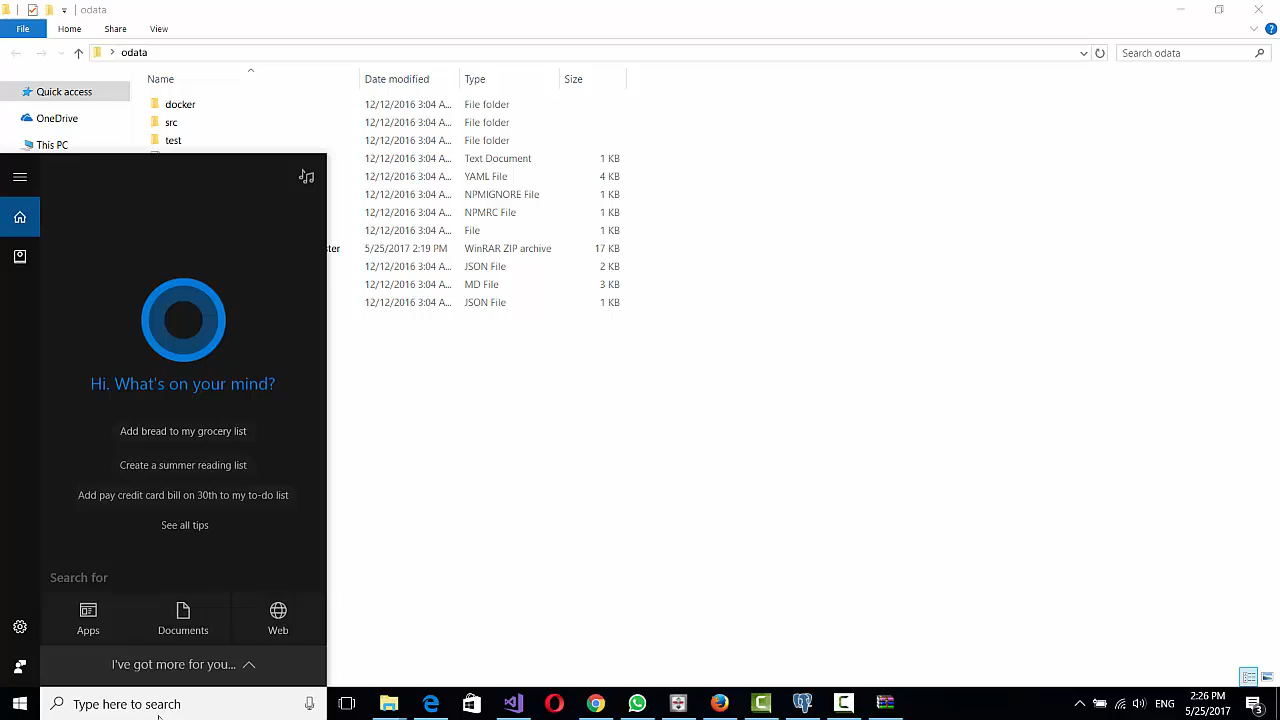 odata
File Home Share View
odata Search odata
Name Date modified Type Size
Quick access
OneDrive
This PC
docker 12/12/2016 3:04 A... File folder
src 12/12/2016 3:04 A... File folder
test 12/12/2016 3:04 A... File folder
12/12/2016 3:04 A... Text Document 1 KB
12/12/2016 3:04 A... YAML File 4 KB
12/12/2016 3:04 A... NPMIGNORE File 1 KB
12/12/2016 3:04 A... NPMRC File 1 KB
12/12/2016 3:04 A... File 1 KB
ster 5/25/2017 2:19 PM WinRAR ZIP archive 17 KB
12/12/2016 3:04 A... JSON File 2 KB
12/12/2016 3:04 A... MD File 3 KB
12/12/2016 3:04 A... JSON File 1 KB
Hi. What's on your mind?
Add bread to my grocery list
Create a summer reading list
Add pay credit card bill on 30th to my to-do list
See all tips
Search for
Apps Documents Web
I've got more for you...
Type here to search
ENG
2:26 PM
5/25/2017
3